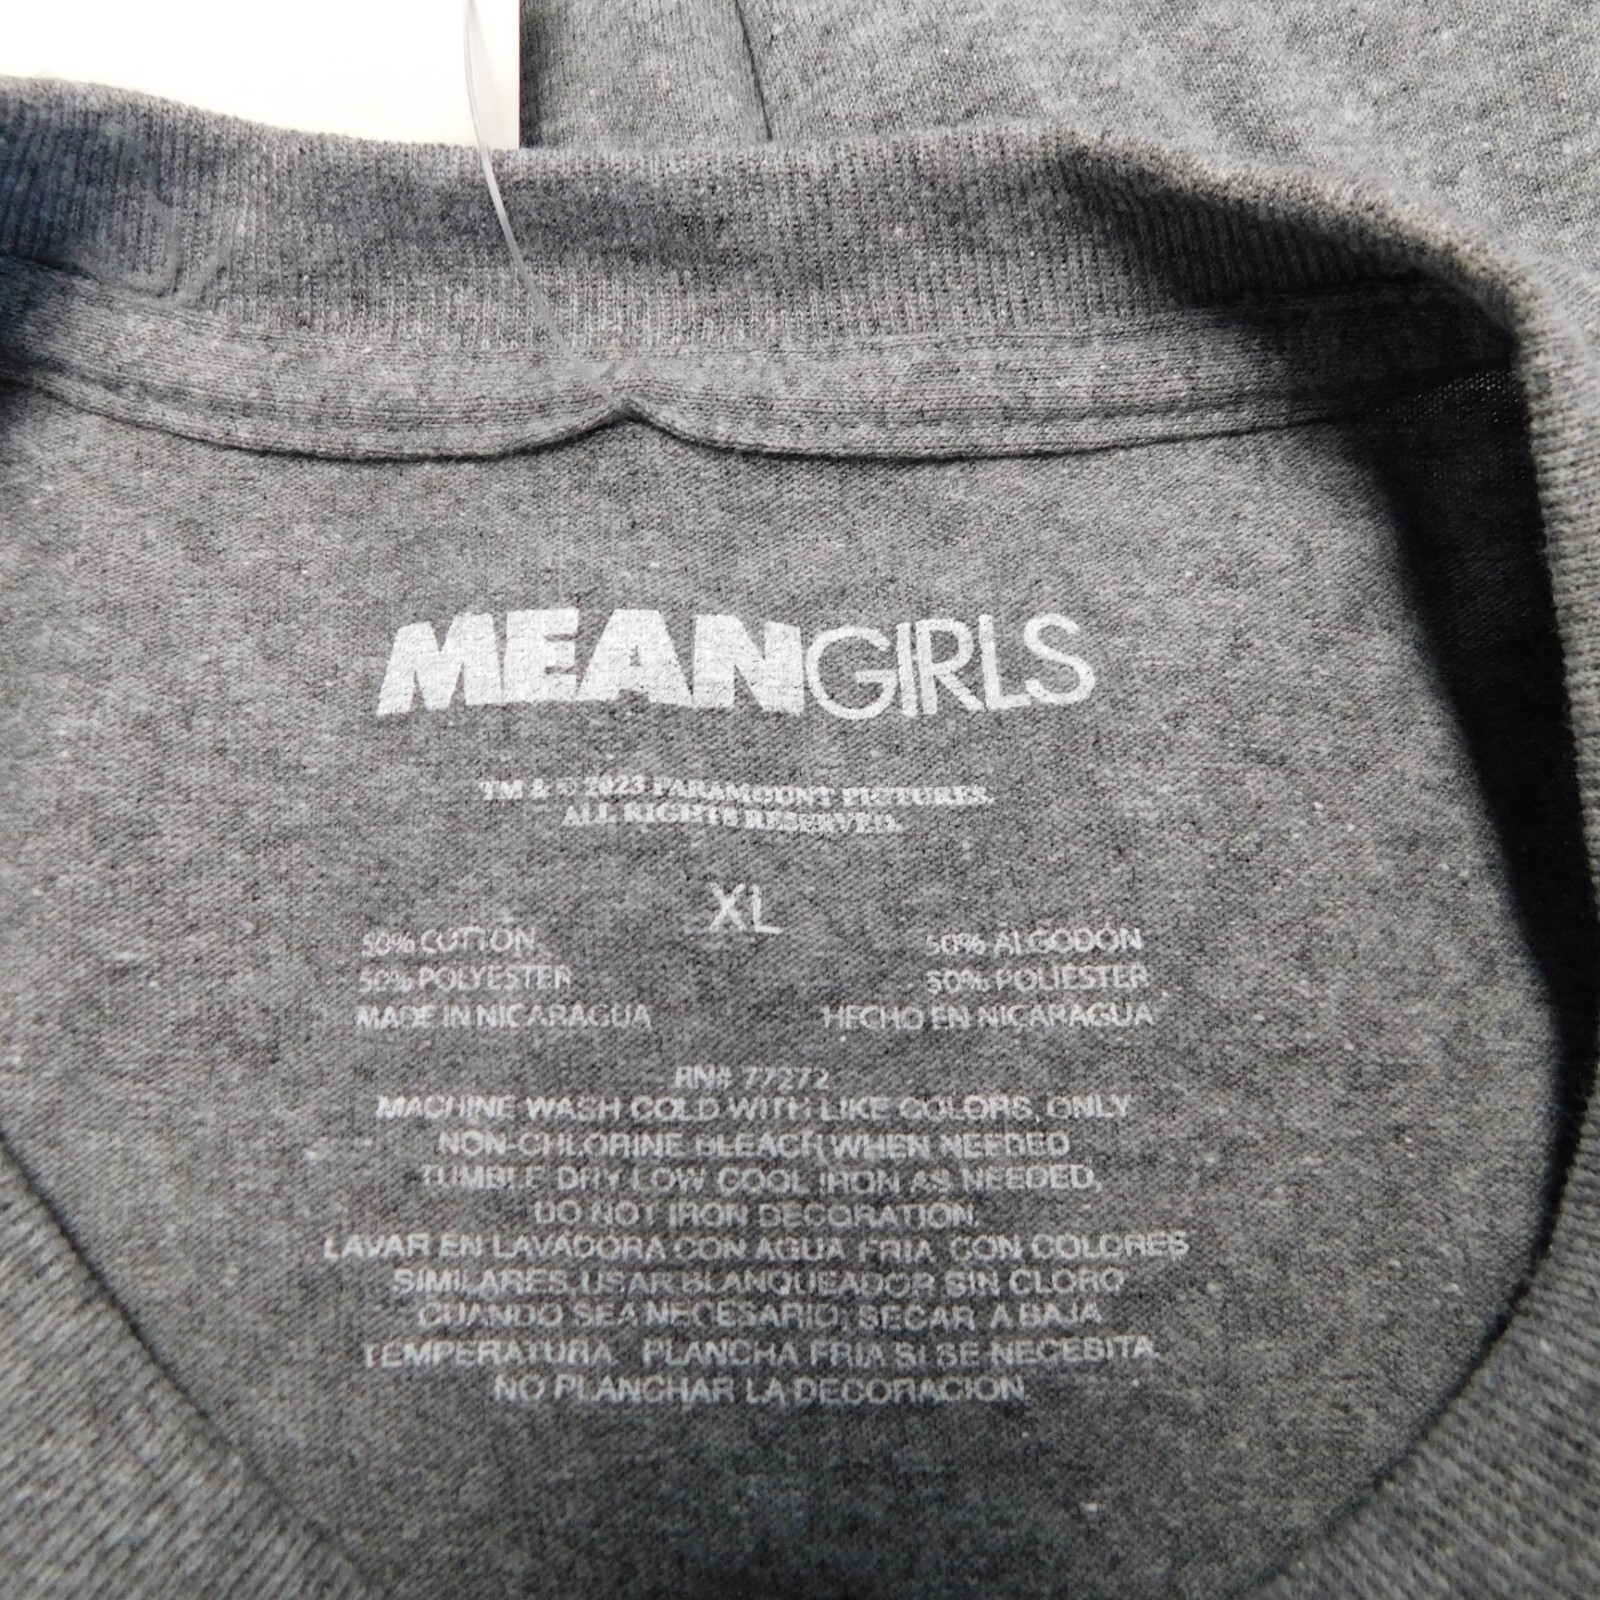 MEANGIRLS
TM & © 2023 PARAMOUNT PICTURES.
ALL RIGHTS RESERVED.
XL
50% COTTON
50% POLYESTER
MADE IN NICARAGUA
50% ALGODÓN
50% POLIESTER
HECHO EN NICARAGUA
RN# 77272
MACHINE WASH COLD WITH LIKE COLORS, ONLY
NON-CHLORINE BLEACH WHEN NEEDED
TUMBLE DRY LOW COOL IRON AS NEEDED,
DO NOT IRON DECORATION.
LAVAR EN LAVADORA CON AGUA FRIA CON COLORES
SIMILARES, USAR BLANQUEADOR SIN CLORO
CUANDO SEA NECESARIO; SECAR A BAJA
TEMPERATURA PLANCHA FRIA SI SE NECESITA.
NO PLANCHAR LA DECORACION